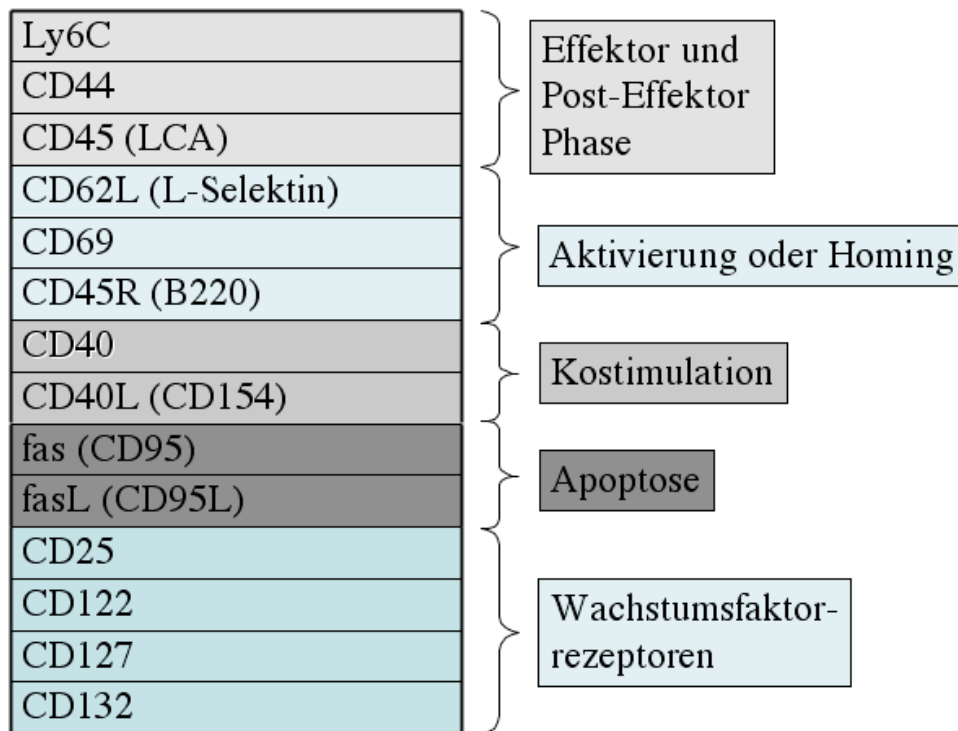 Ly6C
CD44
CD45 (LCA)
CD62L (L-Selektin)
CD69
CD45R (B220)
CD40
CD40L (CD154)
fas (CD95)
fasL (CD95L)
CD25
CD122
CD127
CD132
Effektor und
Post-Effektor
Phase
Aktivierung oder Homing
Kostimulation
Apoptose
Wachstumsfaktor-
rezeptoren